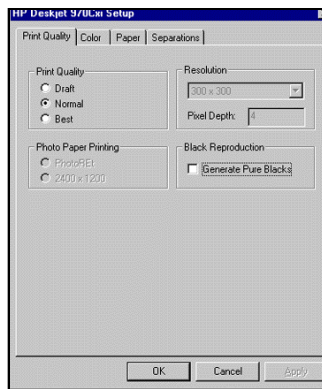 HP Deskjet 970Cxi Setup
Print Quality Color Paper Separations
Print Quality
Draft
Normal
Best
Resolution
300 x 300
Pixel Depth: 4
Photo Paper Printing
PhotoREt
2400 x 1200
Black Reproduction
Generate Pure Blacks
OK Cancel Apply